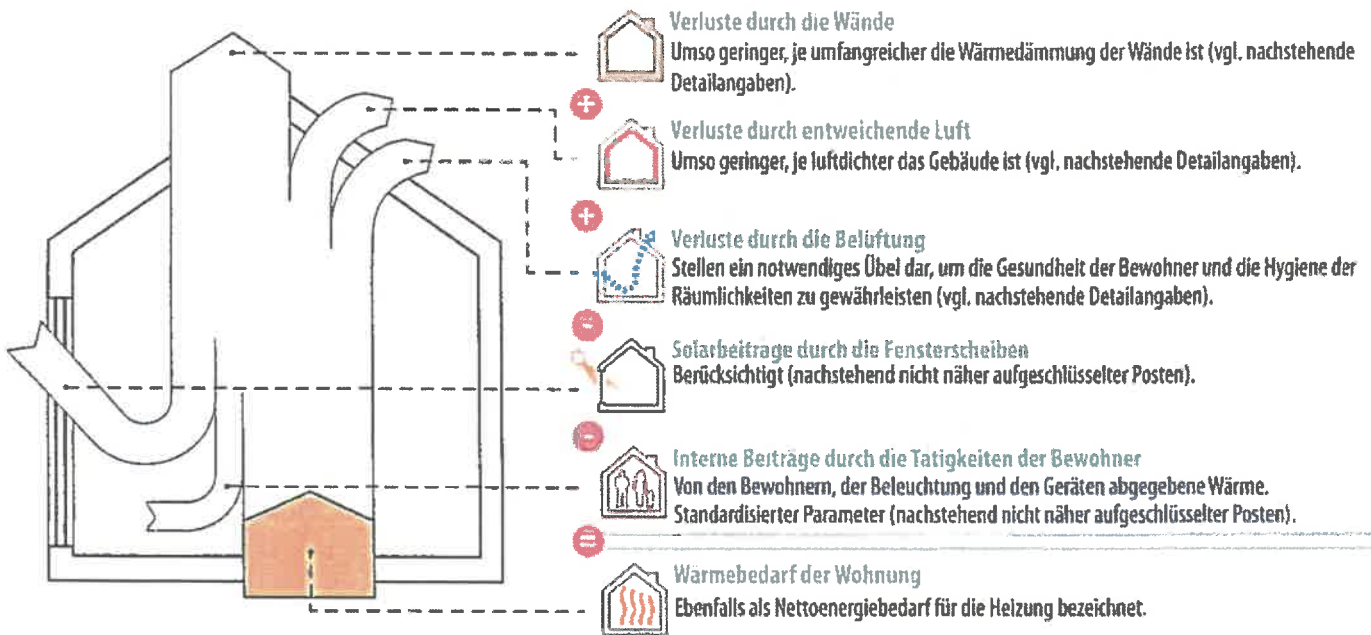 Verluste durch die Wände
Umso geringer, je umfangreicher die Wärmedämmung der Wände ist (vgl. nachstehende
Detailangaben).
+
Verluste durch entweichende Luft
Umso geringer, je luftdichter das Gebäude ist (vgl. nachstehende Detailangaben).
+
Verluste durch die Belüftung
Stellen ein notwendiges Übel dar, um die Gesundheit der Bewohner und die Hygiene der
Räumlichkeiten zu gewährleisten (vgl. nachstehende Detailangaben).
-
Solarbeitrage durch die Fensterscheiben
Berücksichtigt (nachstehend nicht näher aufgeschlüsselter Posten).
-
Interne Beiträge durch die Tatigkeiten der Bewohner
Von den Bewohnern, der Beleuchtung und den Geräten abgegebene Wärme.
Standardisierter Parameter (nachstehend nicht näher aufgeschlüsselter Posten).
=
Wärmebedarf der Wohnung
Ebenfalls als Nettoenergiebedarf für die Heizung bezeichnet.